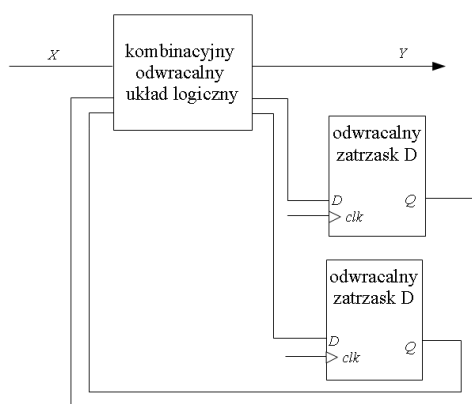 X
kombinacyjny
odwracalny
układ logiczny
Y
odwracalny
zatrzask D
D
Q
clk
odwracalny
zatrzask D
D
Q
clk